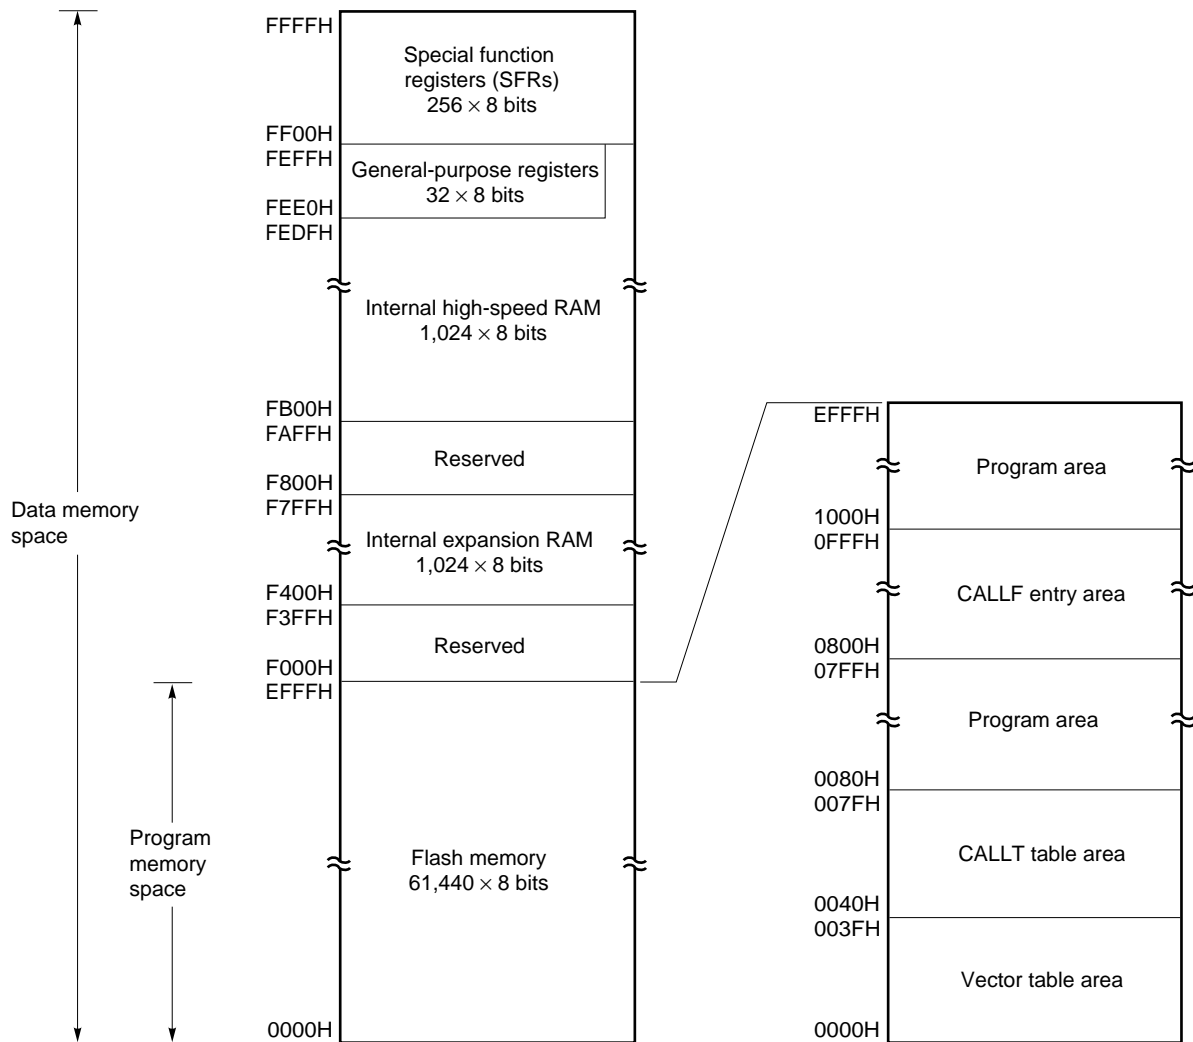 FFFFH
Special function
registers (SFRs)
256 × 8 bits
FF00H
FEFFH
General-purpose registers
32 × 8 bits
FEE0H
FEDFH
Internal high-speed RAM
1,024 × 8 bits
FB00H
FAFFH
Reserved
F800H
F7FFH
Data memory
space
Internal expansion RAM
1,024 × 8 bits
F400H
F3FFH
Reserved
F000H
EFFFH
Program
memory
space
Flash memory
61,440 × 8 bits
0000H
EFFFH
Program area
1000H
0FFFH
CALLF entry area
0800H
07FFH
Program area
0080H
007FH
CALLT table area
0040H
003FH
Vector table area
0000H